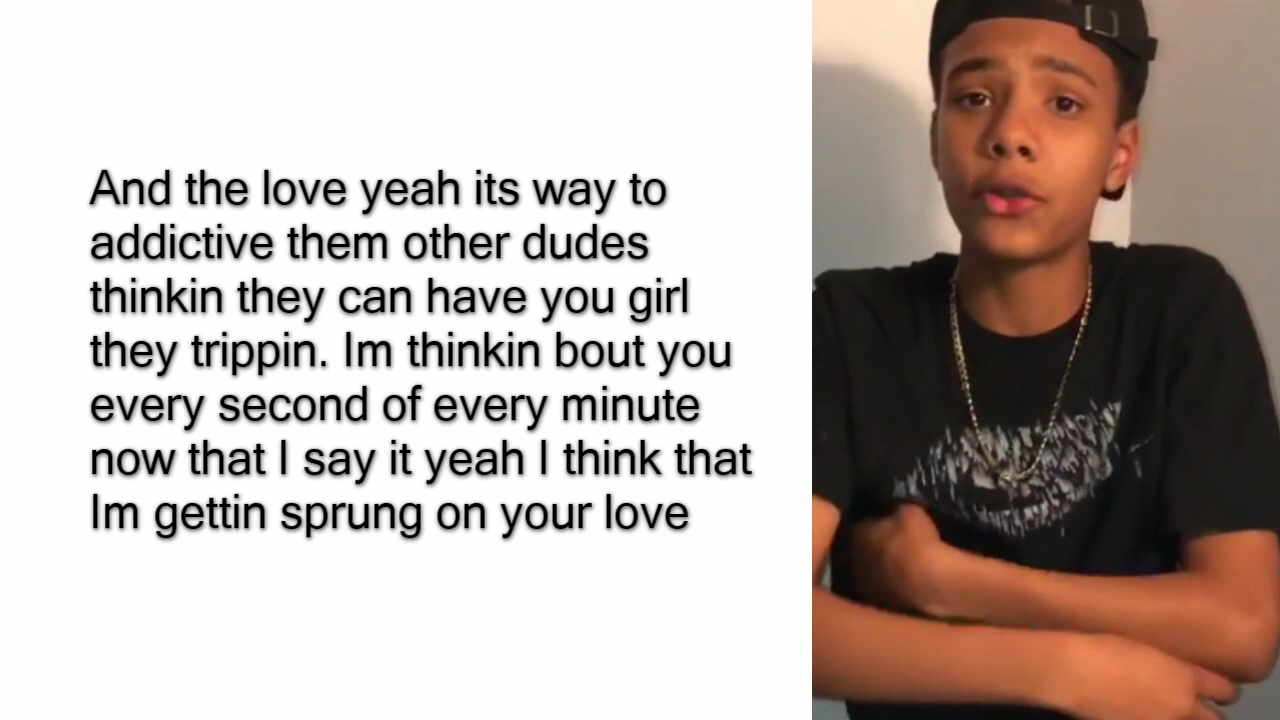 And the love yeah its way to
addictive them other dudes
thinkin they can have you girl
they trippin. Im thinkin bout you
every second of every minute
now that I say it yeah I think that
Im gettin sprung on your love